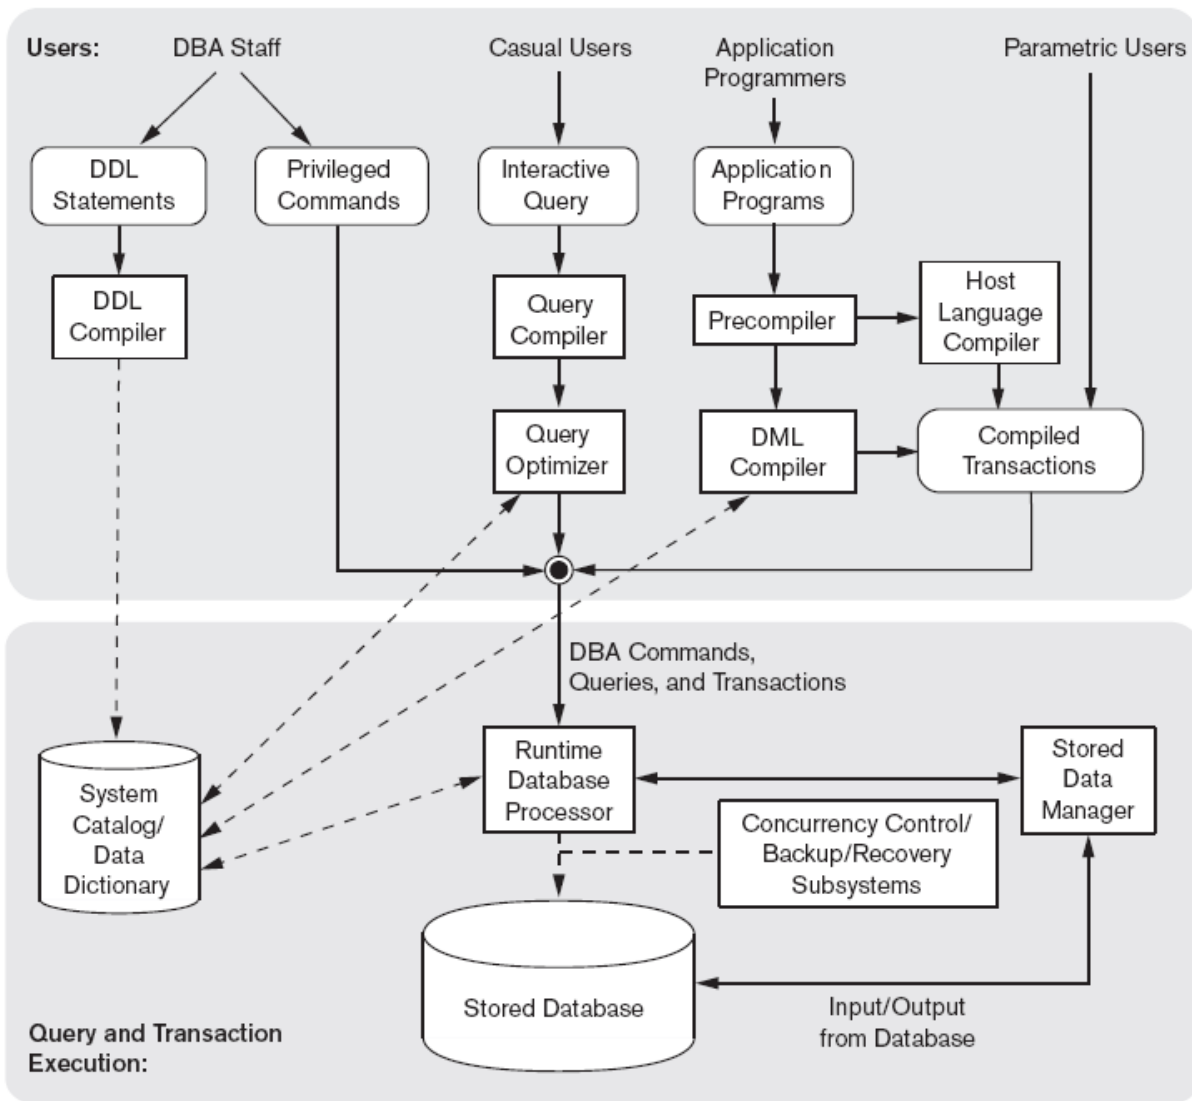 Users:
DBA Staff
Casual Users
Application
Programmers
Parametric Users
DDL
Statements
Privileged
Commands
Interactive
Query
Application
Programs
DDL
Compiler
Query
Compiler
Precompiler
Host
Language
Compiler
Query
Optimizer
DML
Compiler
Compiled
Transactions
DBA Commands,
Queries, and Transactions
System
Catalog/
Data
Dictionary
Runtime
Database
Processor
Stored
Data
Manager
Concurrency Control/
Backup/Recovery
Subsystems
Stored Database
Input/Output
from Database
Query and Transaction
Execution: